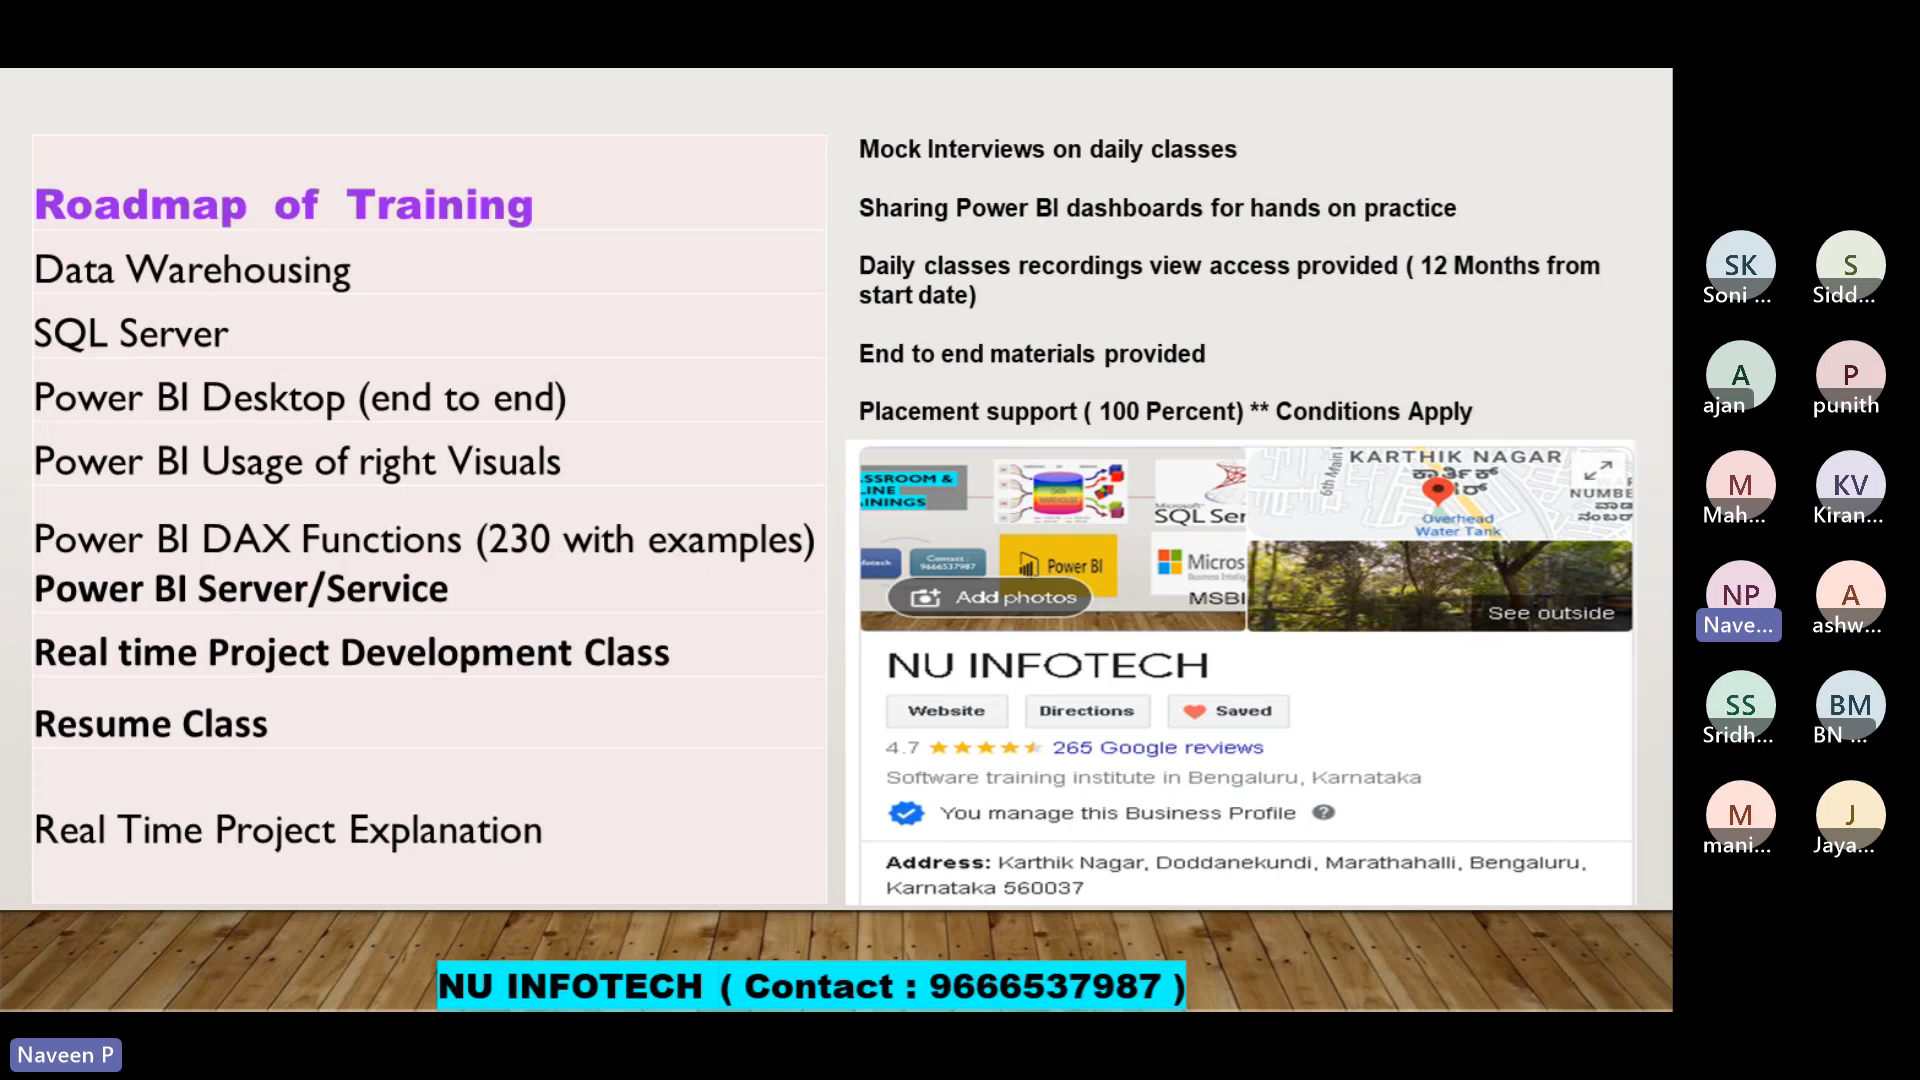 Roadmap of Training
Data Warehousing
SQL Server
Power BI Desktop (end to end)
Power BI Usage of right Visuals
Power BI DAX Functions (230 with examples)
Power BI Server/Service
Real time Project Development Class
Resume Class
Real Time Project Explanation
Mock Interviews on daily classes
Sharing Power BI dashboards for hands on practice
Daily classes recordings view access provided ( 12 Months from
start date)
End to end materials provided
Placement support ( 100 Percent) ** Conditions Apply
SSROOM &
LINE
AININGS
Microsoft
SQL Ser
Contact :
9666537987
Power BI
Micros
MSBI
Add photos
KARTHIK NAGAR
6th Main
NUMBE
Overhead
Water Tank
See outside
NU INFOTECH
Website
Directions
Saved
4.7
265 Google reviews
Software training institute in Bengaluru, Karnataka
You manage this Business Profile
Address: Karthik Nagar, Doddanekundi, Marathahalli, Bengaluru,
Karnataka 560037
NU INFOTECH ( Contact : 9666537987 )
SK
Soni ...
S
Sidd...
A
ajan
P
punith
M
Mah...
KV
Kiran...
NP
Nave...
A
ashw...
SS
Sridh...
BM
BN ...
M
mani...
J
Jaya...
Naveen P